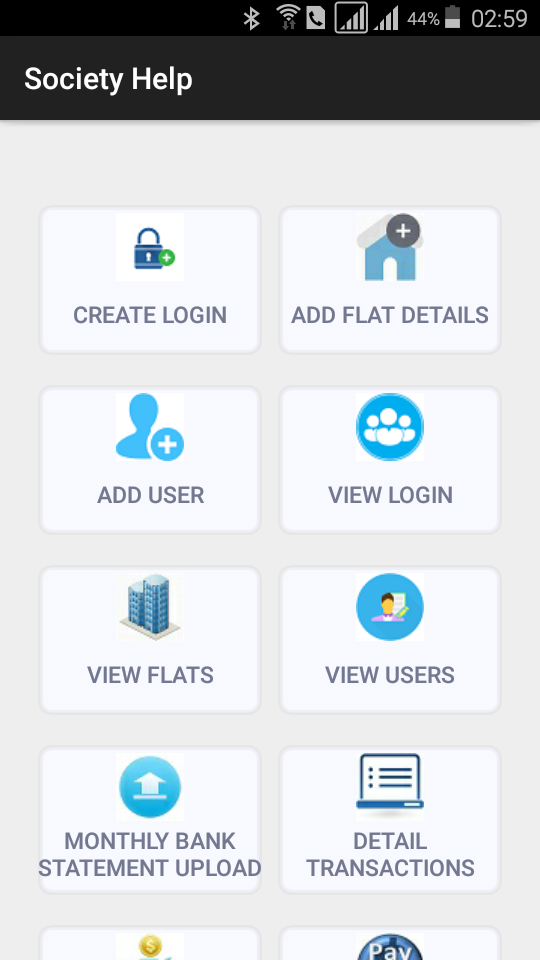 44% 02:59
Society Help
CREATE LOGIN
ADD FLAT DETAILS
ADD USER
VIEW LOGIN
VIEW FLATS
VIEW USERS
MONTHLY BANK
STATEMENT UPLOAD
DETAIL
TRANSACTIONS
$
Pay